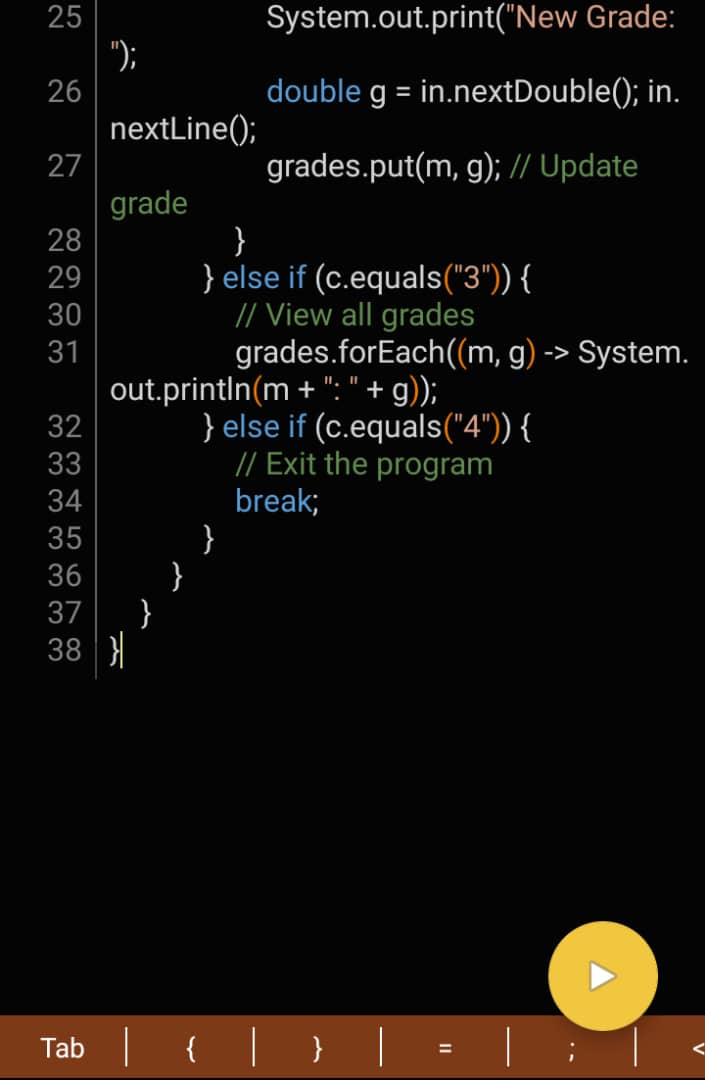 25 System.out.print("New Grade:
");
26 double g = in.nextDouble(); in.
nextLine();
27 grades.put(m, g); // Update
grade
28 }
29 } else if (c.equals("3")) {
30 // View all grades
31 grades.forEach((m, g) -> System.
out.println(m + ": " + g));
32 } else if (c.equals("4")) {
33 // Exit the program
34 break;
35 }
36 }
37 }
38 }
Tab | { | } | = | ; | <